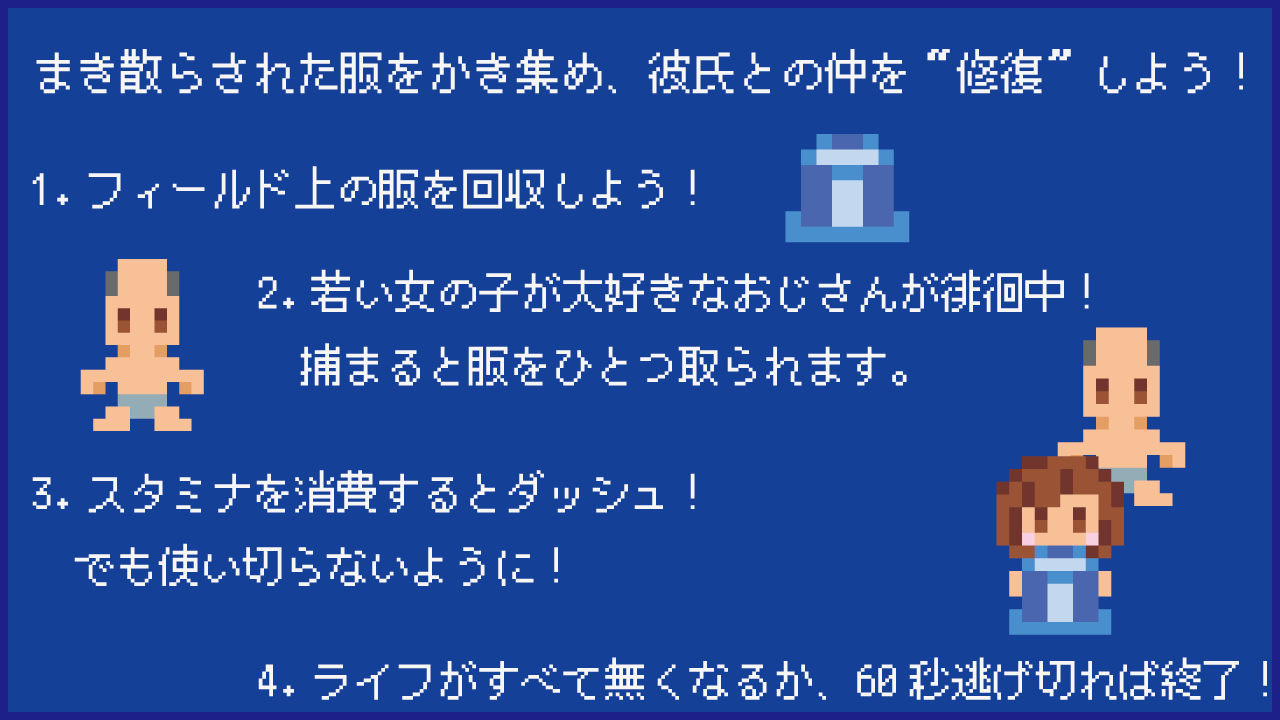 まき散らされた服をかき集め、彼氏との仲を“修復”しよう！
1. フィールド上の服を回収しよう！
2. 若い女の子が大好きなおじさんが徘徊中！
捕まると服をひとつ取られます。
3. スタミナを消費するとダッシュ！
でも使い切らないように！
4. ライフがすべて無くなるか、60秒逃げ切れば終了！